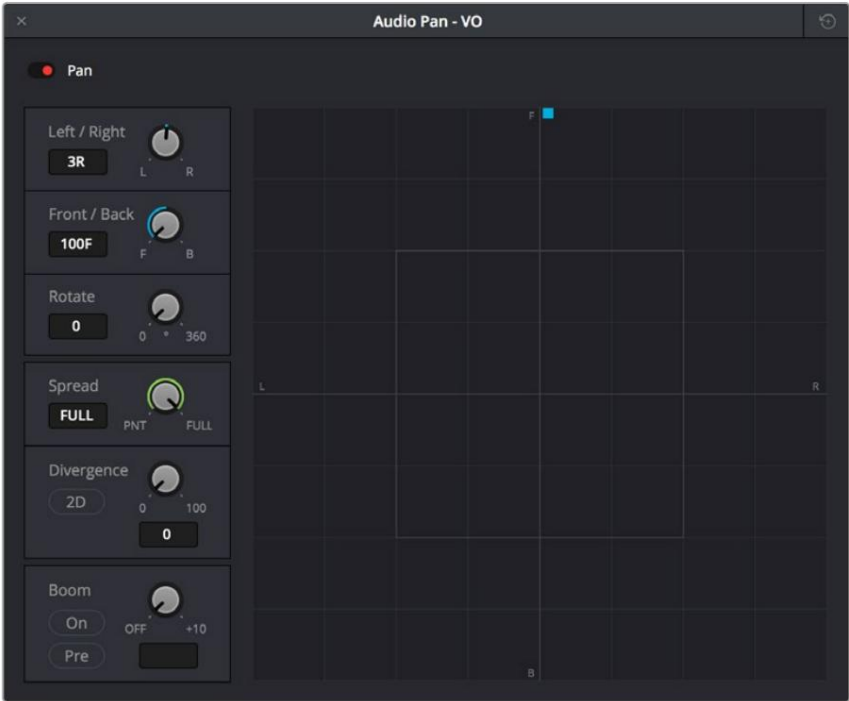 Audio Pan - VO
Pan
Left / Right
3R
L R
Front / Back
100F
F B
Rotate
0
0 ° 360
Spread
FULL
PNT FULL
Divergence
2D
0 100
0
Boom
On
OFF +10
Pre
F
L R
B